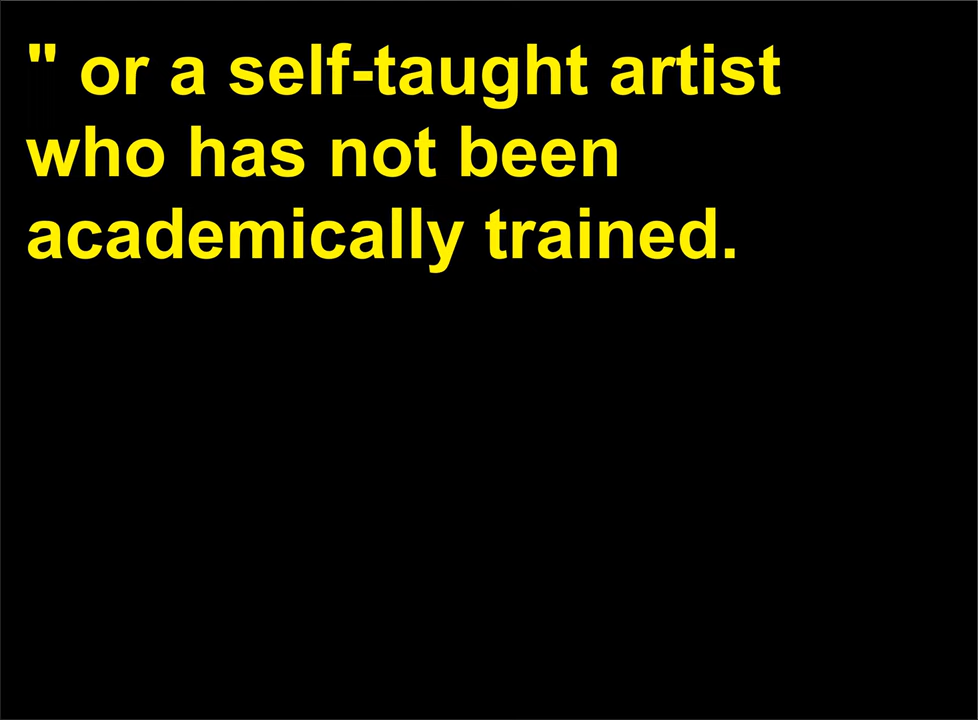 " or a self-taught artist
who has not been
academically trained.